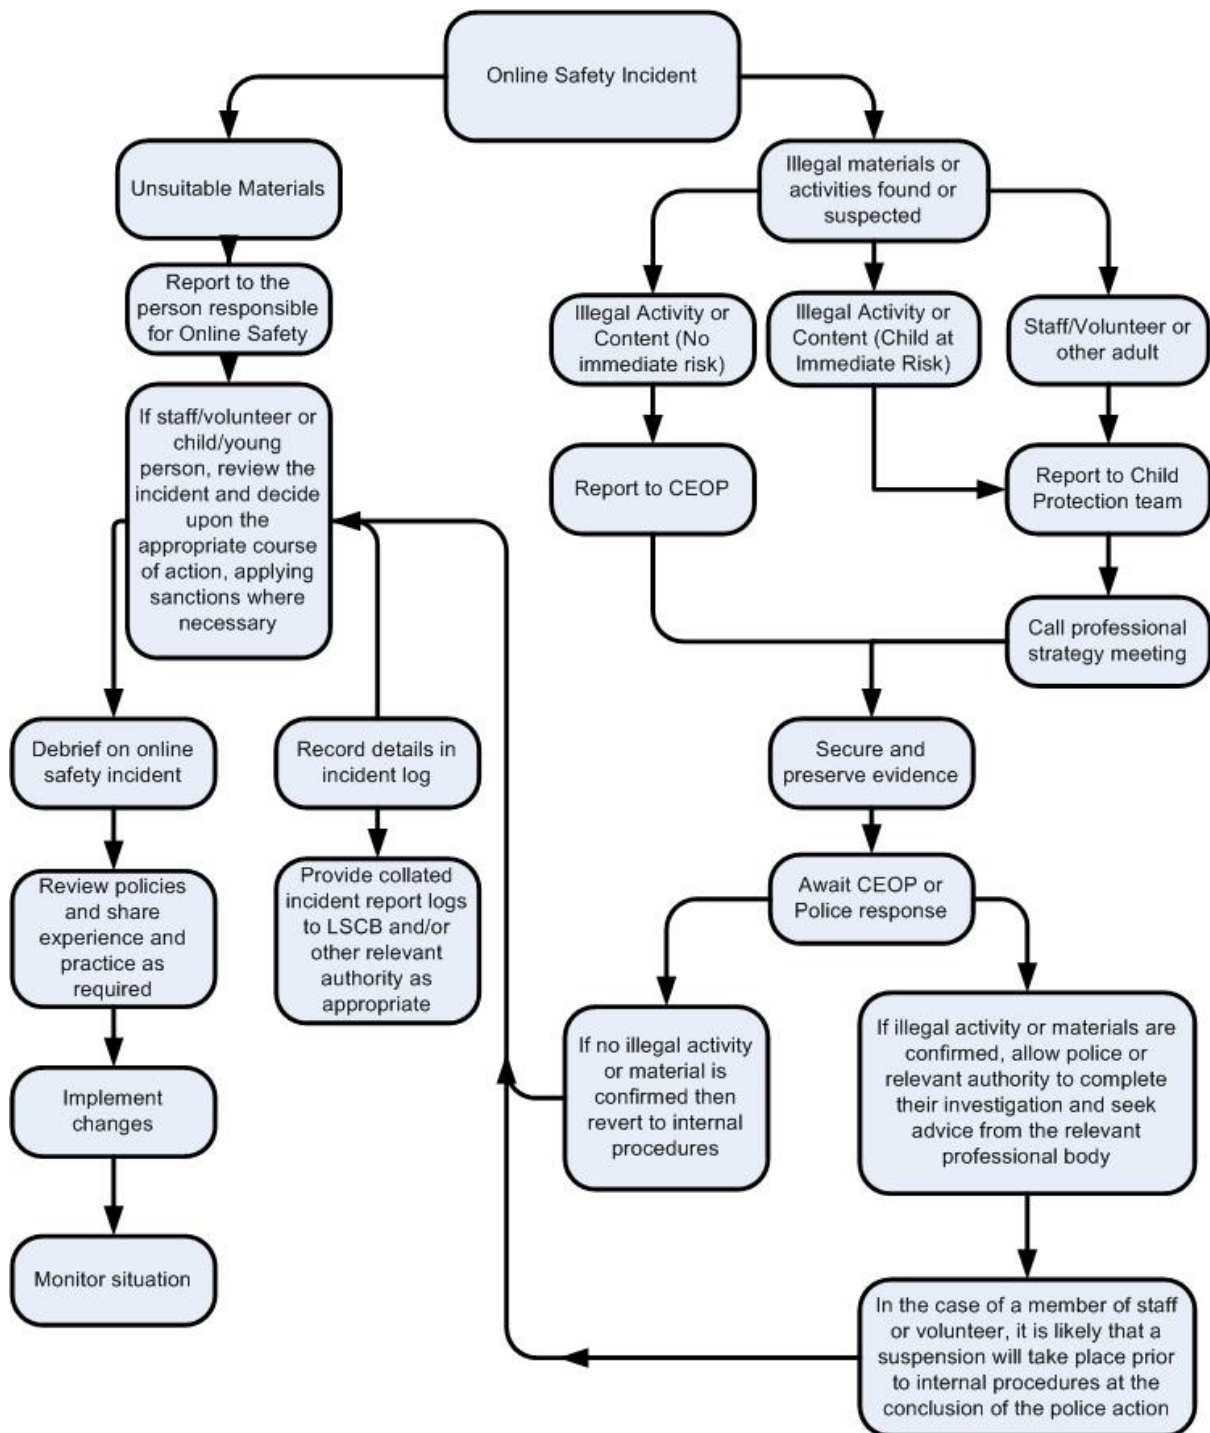 Online Safety Incident
Unsuitable Materials
Illegal materials or
activities found or
suspected
Report to the
person responsible
for Online Safety
Illegal Activity or
Content (No
immediate risk)
Illegal Activity or
Content (Child at
Immediate Risk)
Staff/Volunteer or
other adult
If staff/volunteer or
child/young
person, review the
incident and decide
upon the
appropriate course
of action, applying
sanctions where
necessary
Report to CEOP
Report to Child
Protection team
Call professional
strategy meeting
Debrief on online
safety incident
Record details in
incident log
Secure and
preserve evidence
Review policies
and share
experience and
practice as
required
Provide collated
incident report logs
to LSCB and/or
other relevant
authority as
appropriate
Await CEOP or
Police response
If no illegal activity
or material is
confirmed then
revert to internal
procedures
If illegal activity or materials are
confirmed, allow police or
relevant authority to complete
their investigation and seek
advice from the relevant
professional body
Implement
changes
Monitor situation
In the case of a member of staff
or volunteer, it is likely that a
suspension will take place prior
to internal procedures at the
conclusion of the police action